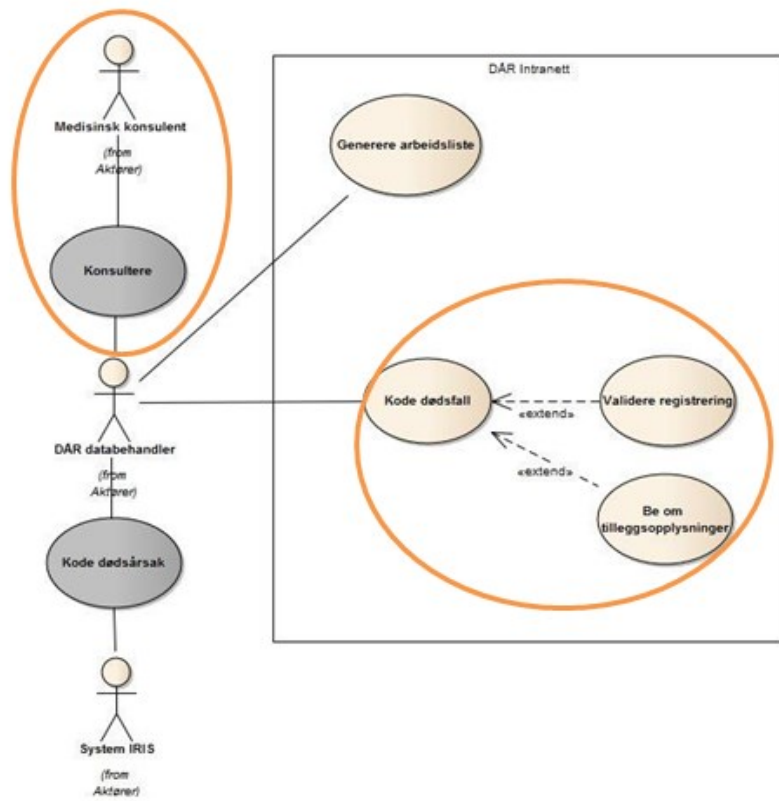 DÅR Intranett
Medisinsk konsulent
(from
Aktører)
Generere arbeidsliste
Konsultere
Kode dødsfall
«extend»
Validere registrering
DÅR databehandler
(from
Aktører)
«extend»
Be om
tilleggsopplysninger
Kode dødsårsak
System IRIS
(from
Aktører)